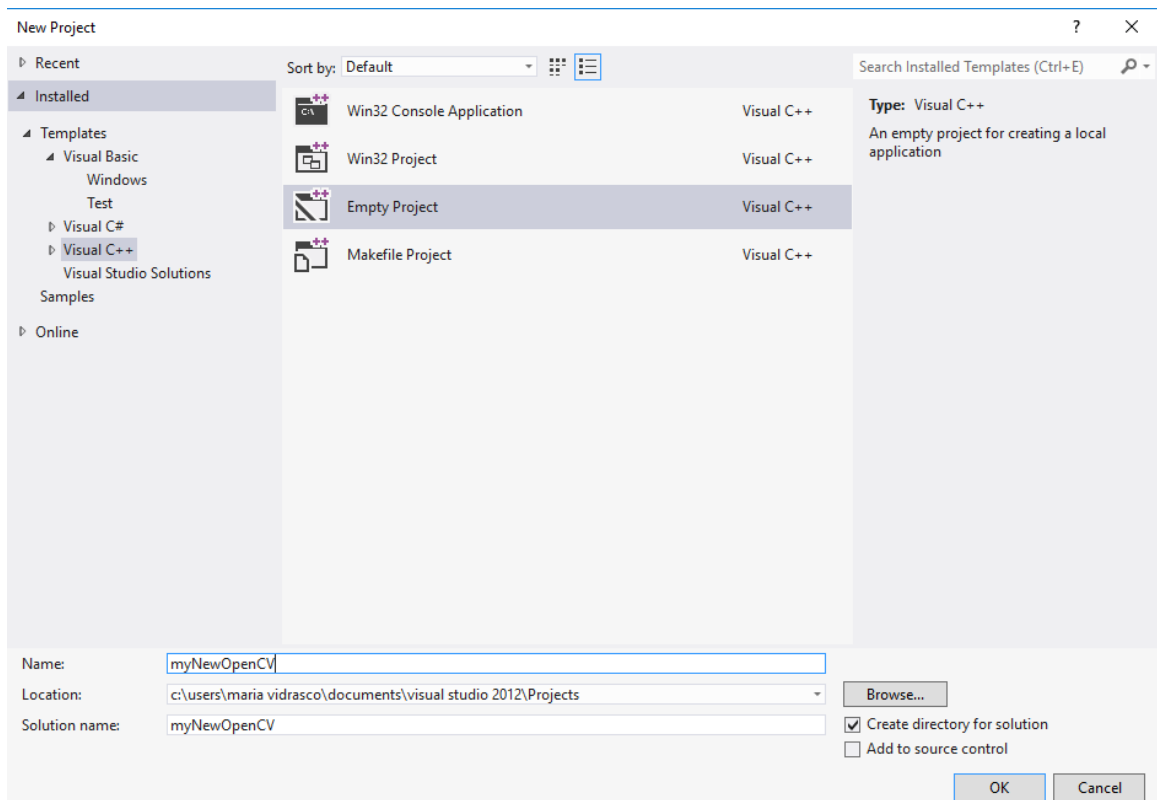 New Project
?
Recent
Installed
Templates
Visual Basic
Windows
Test
Visual C#
Visual C++
Visual Studio Solutions
Samples
Online
Sort by: Default
Win32 Console Application Visual C++
Win32 Project Visual C++
Empty Project Visual C++
Makefile Project Visual C++
Search Installed Templates (Ctrl+E)
Type: Visual C++
An empty project for creating a local
application
Name: myNewOpenCV
Location: c:\users\maria vidrasco\documents\visual studio 2012\Projects
Browse...
Solution name: myNewOpenCV
Create directory for solution
Add to source control
OK Cancel